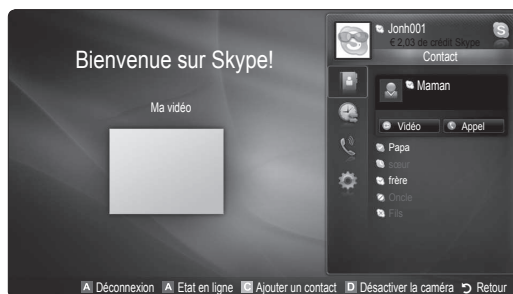 Bienvenue sur Skype!
Ma vidéo
Jonh001
€ 2,03 de crédit Skype
Contact
Maman
Vidéo
Appel
Papa
sœur
frère
Oncle
Fils
A Déconnexion A Etat en ligne C Ajouter un contact D Désactiver la caméra Retour